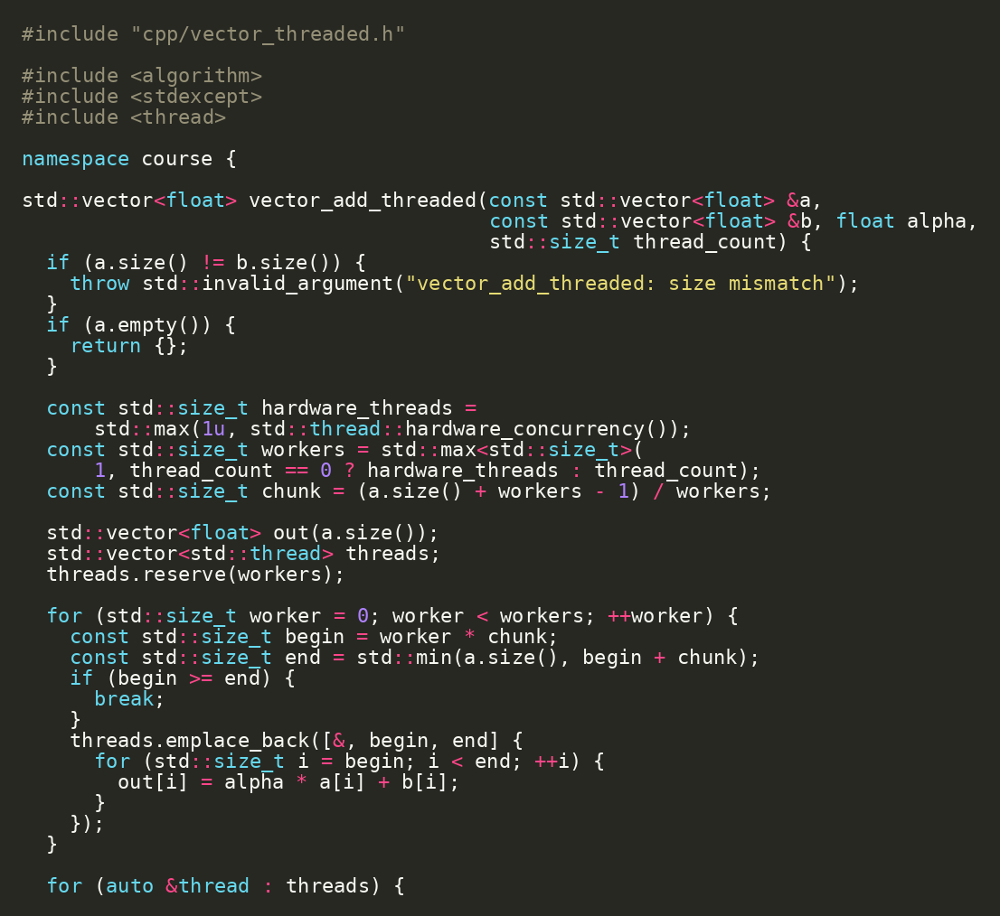 #include "cpp/vector_threaded.h"

#include <algorithm>
#include <stdexcept>
#include <thread>

namespace course {

std::vector<float> vector_add_threaded(const std::vector<float> &a,
                                       const std::vector<float> &b, float alpha,
                                       std::size_t thread_count) {
  if (a.size() != b.size()) {
    throw std::invalid_argument("vector_add_threaded: size mismatch");
  }
  if (a.empty()) {
    return {};
  }

  const std::size_t hardware_threads =
      std::max(1u, std::thread::hardware_concurrency());
  const std::size_t workers = std::max<std::size_t>(
      1, thread_count == 0 ? hardware_threads : thread_count);
  const std::size_t chunk = (a.size() + workers - 1) / workers;

  std::vector<float> out(a.size());
  std::vector<std::thread> threads;
  threads.reserve(workers);

  for (std::size_t worker = 0; worker < workers; ++worker) {
    const std::size_t begin = worker * chunk;
    const std::size_t end = std::min(a.size(), begin + chunk);
    if (begin >= end) {
      break;
    }
    threads.emplace_back([&, begin, end] {
      for (std::size_t i = begin; i < end; ++i) {
        out[i] = alpha * a[i] + b[i];
      }
    });
  }

  for (auto &thread : threads) {